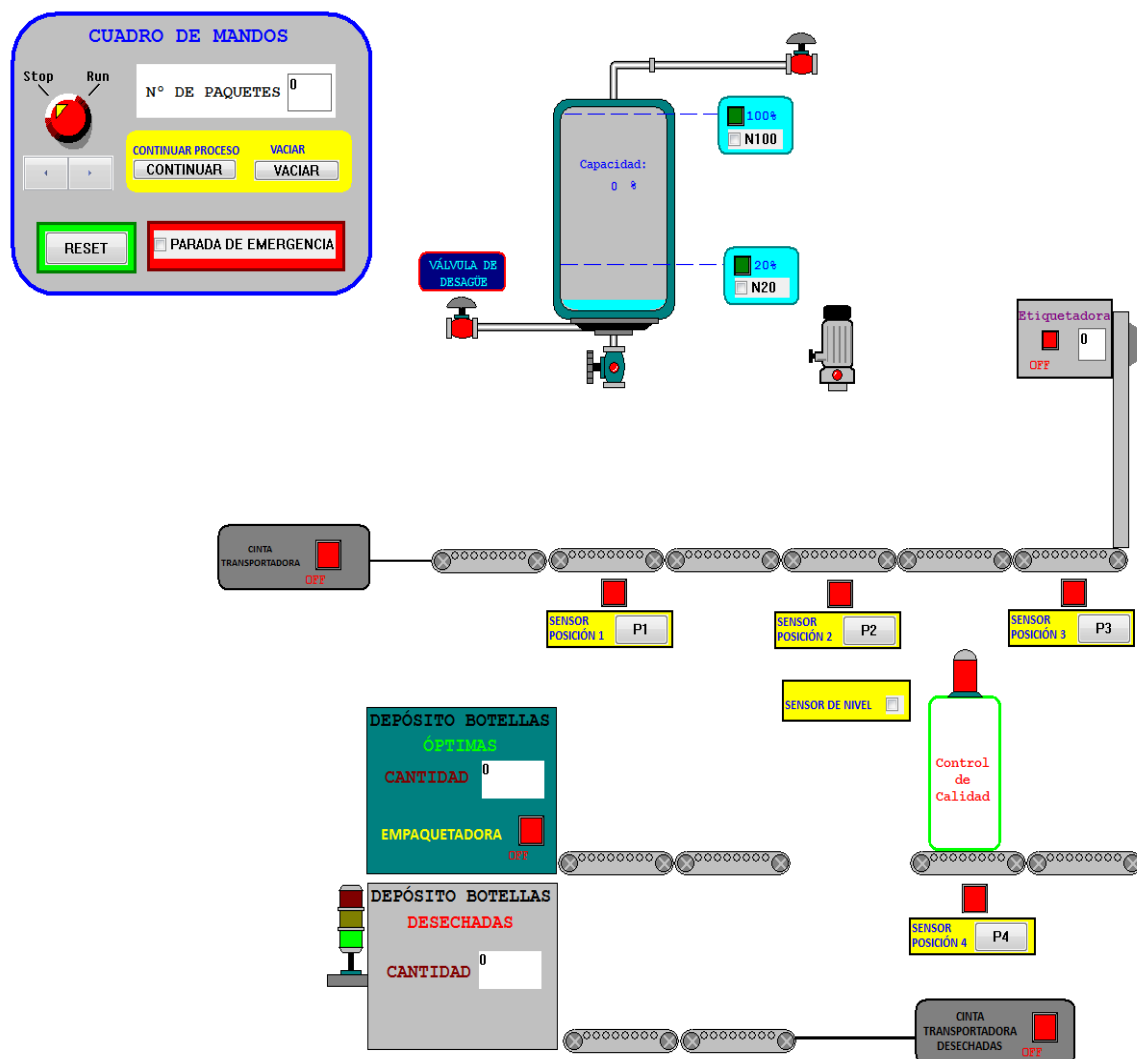 CUADRO DE MANDOS
Stop Run
Nº DE PAQUETES 0
CONTINUAR PROCESO VACIAR
CONTINUAR VACIAR
RESET
PARADA DE EMERGENCIA
100%
N100
Capacidad:
0 %
VÁLVULA DE
DESAGÜE
20%
N20
Etiquetadora
0
OFF
CINTA
TRANSPORTADORA
OFF
SENSOR
POSICIÓN 1
P1
SENSOR
POSICIÓN 2
P2
SENSOR
POSICIÓN 3
P3
SENSOR DE NIVEL
DEPÓSITO BOTELLAS
ÓPTIMAS
CANTIDAD 0
EMPAQUETADORA
OFF
Control
de
Calidad
DEPÓSITO BOTELLAS
DESECHADAS
CANTIDAD 0
SENSOR
POSICIÓN 4
P4
CINTA
TRANSPORTADORA
DESECHADAS
OFF